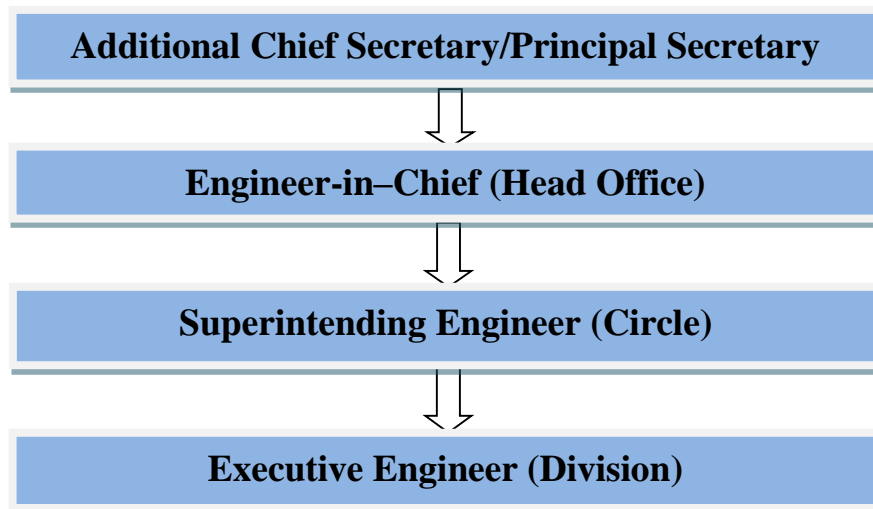 Additional Chief Secretary/Principal Secretary
Engineer-in–Chief (Head Office)
Superintending Engineer (Circle)
Executive Engineer (Division)